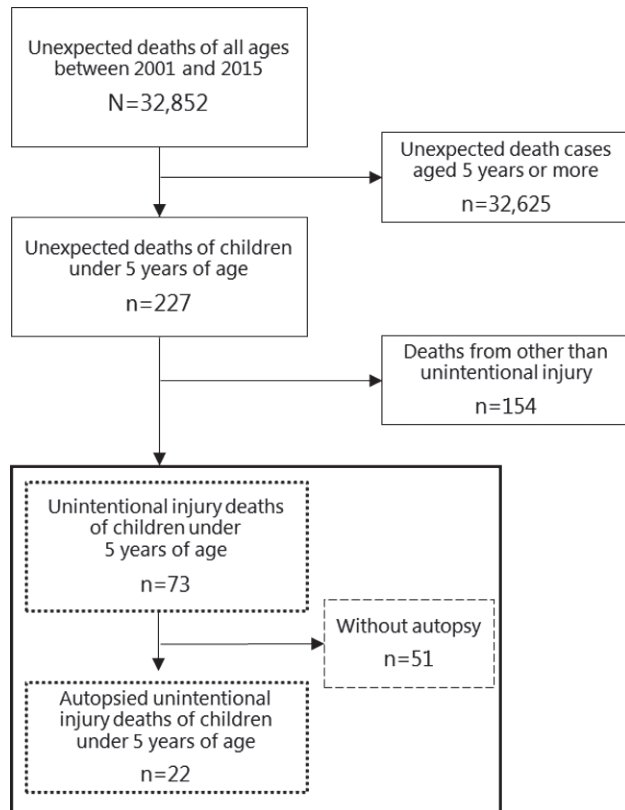 Unexpected deaths of all ages
between 2001 and 2015
N=32,852
Unexpected death cases
aged 5 years or more
n=32,625
Unexpected deaths of children
under 5 years of age
n=227
Deaths from other than
unintentional injury
n=154
Unintentional injury deaths
of children under
5 years of age
n=73
Without autopsy
n=51
Autopsied unintentional
injury deaths of children
under 5 years of age
n=22